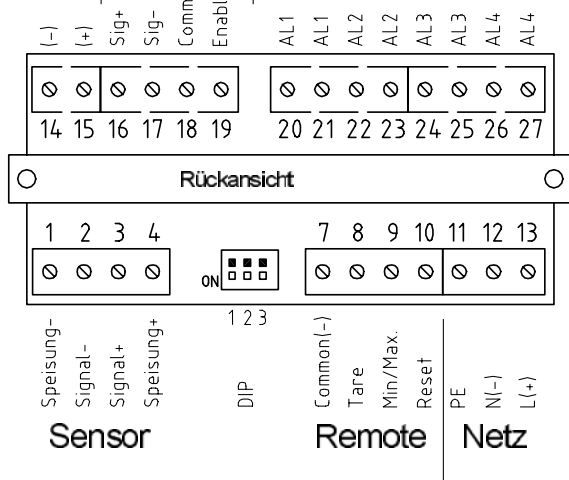 (-) (+) Sig+ Sig- AL1 AL1 AL2 AL2 AL3 AL3 AL4 AL4
14 15 16 17 18 19 20 21 22 23 24 25 26 27
Rückansicht
1 2 3 4 7 8 9 10 11 12 13
ON
1 2 3
Speisung- Signal- Signal+ Speisung+ DIP Common(-) Tare Min/Max. Reset PE N(-) L(+)
Sensor Remote Netz